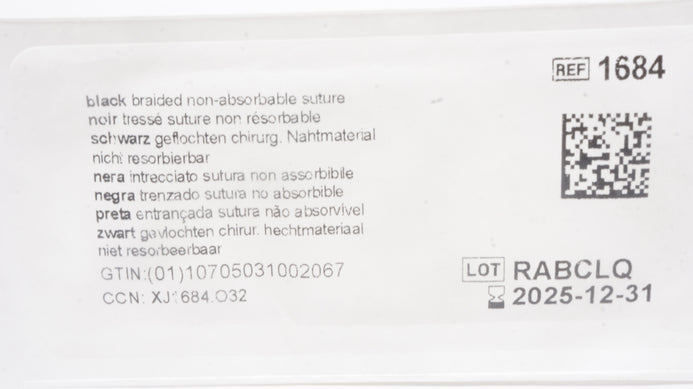 black braided non-absorbable suture
noir tressé suture non résorbable
schwarz geflochten chirurg. Nahtmaterial
nicht resorbierbar
nera intrecciato sutura non assorbibile
negra trenzado sutura no absorbible
preta entrançada sutura não absorvível
zwart gevlochten chirur. hechtmateriaal
niet resorbeerbaar
GTIN:(01)10705031002067
CCN: XJ1684.O32
REF 1684
LOT RABCLQ
2025-12-31